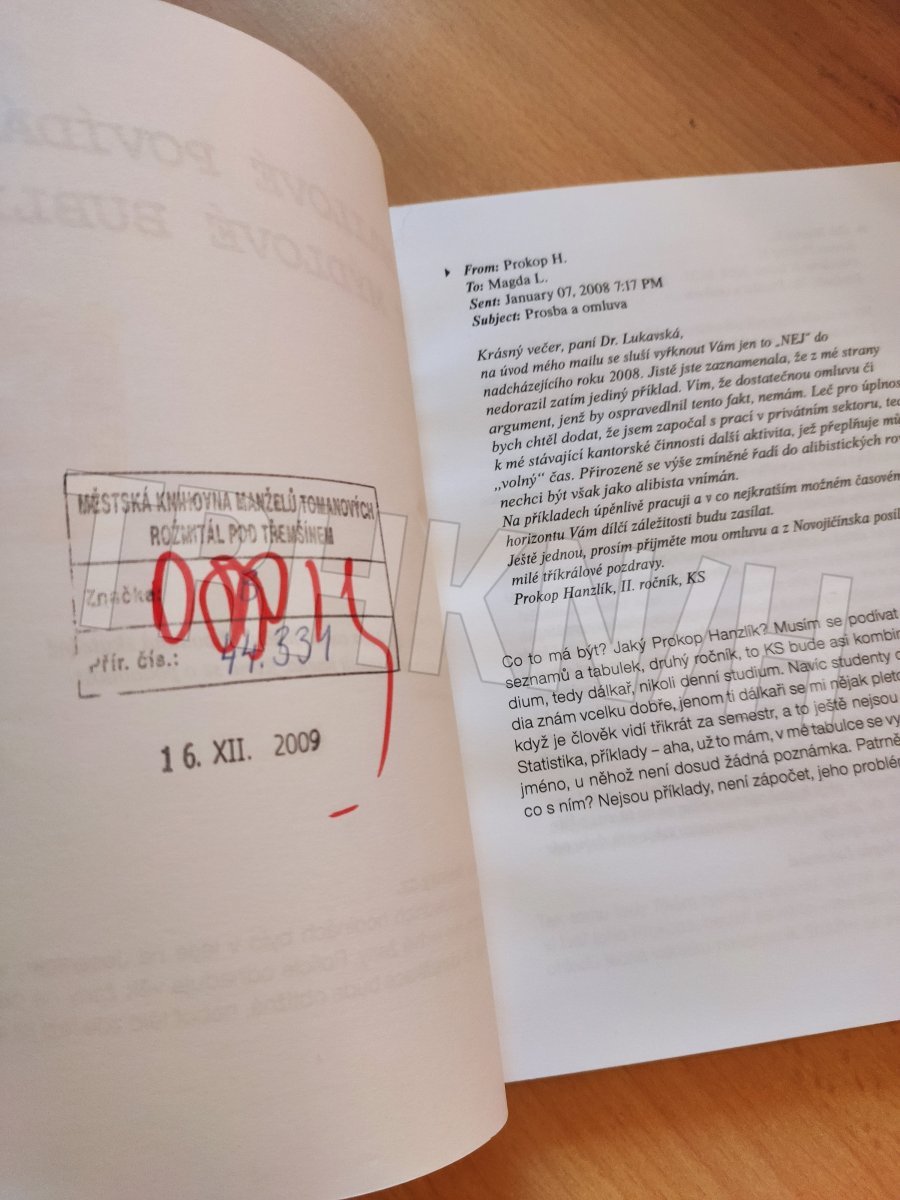 MĚSTSKÁ KNIHOVNA MANŽELŮ TOMANOVÝCH
ROŽMITÁL POD TŘEMŠÍNEM
Značka:
Přír. čís.: 44.331
16. XII. 2009
From: Prokop H.
To: Magda L.
Sent: January 07, 2008 7:17 PM
Subject: Prosba a omluva
Krásný večer, paní Dr. Lukavská,
na úvod mého mailu se sluší vyřknout Vám jen to „NEJ" do
nadcházejícího roku 2008. Jistě jste zaznamenala, že z mé strany
nedorazil zatím jediný příklad. Vím, že dostatečnou omluvu či
argument, jenž by ospravedlnil tento fakt, nemám. Leč pro úplnos
bych chtěl dodat, že jsem započal s prací v privátním sektoru, ted
k mé stávající kantorské činnosti další aktivita, jež přeplňuje mů
„volný" čas. Přirozeně se výše zmíněné řadí do alibistických rov
nechci být však jako alibista vnímán.
Na příkladech úpěnlivě pracuji a v co nejkratším možném časovém
horizontu Vám dílčí záležitosti budu zasílat.
Ještě jednou, prosím přijměte mou omluvu a z Novojičínska posíl
milé tříkrálové pozdravy.
Prokop Hanzlík, II. ročník, KS
Co to má být? Jaký Prokop Hanzlík? Musím se podívat
seznamů a tabulek, druhý ročník, to KS bude asi kombin
dium, tedy dálkař, nikoli denní studium. Navíc studenty
dia znám vcelku dobře, jenom ti dálkaři se mi nějak pleto
když je člověk vidí třikrát za semestr, a to ještě nejsou
Statistika, příklady – aha, už to mám, v mé tabulce se vy
jméno, u něhož není dosud žádná poznámka. Patrně
co s ním? Nejsou příklady, není zápočet, jeho problém